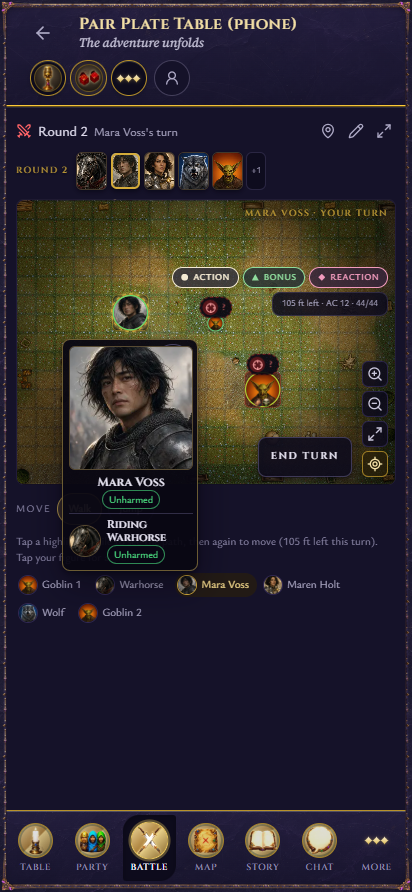 Pair Plate Table (phone)
The adventure unfolds
Round 2 Mara Voss's turn
ROUND 2
+1
MARA VOSS · YOUR TURN
ACTION
BONUS
REACTION
105 ft left · AC 12 · 44/44
END TURN
Mara Voss
Unharmed
Riding
Warhorse
Unharmed
MOVE
Tap a high
en again to move (105 ft left this turn).
Tap your f
Goblin 1
Warhorse
Mara Voss
Maren Holt
Wolf
Goblin 2
TABLE
PARTY
BATTLE
MAP
STORY
CHAT
MORE